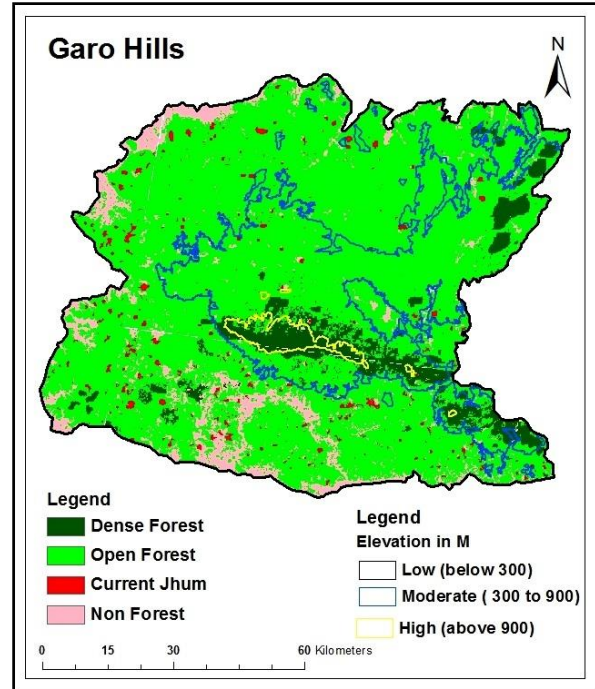 Garo Hills
N
Legend
Dense Forest
Open Forest
Current Jhum
Non Forest
Legend
Elevation in M
Low (below 300)
Moderate ( 300 to 900)
High (above 900)
0 15 30 60 Kilometers